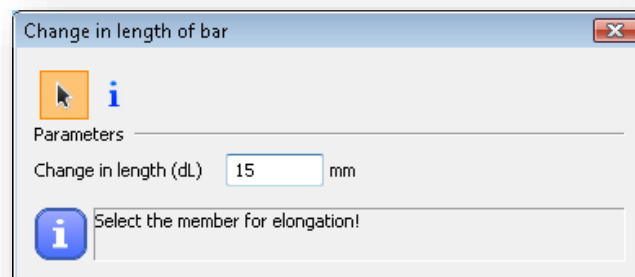 Change in length of bar
Parameters
Change in length (dL) 15 mm
Select the member for elongation!